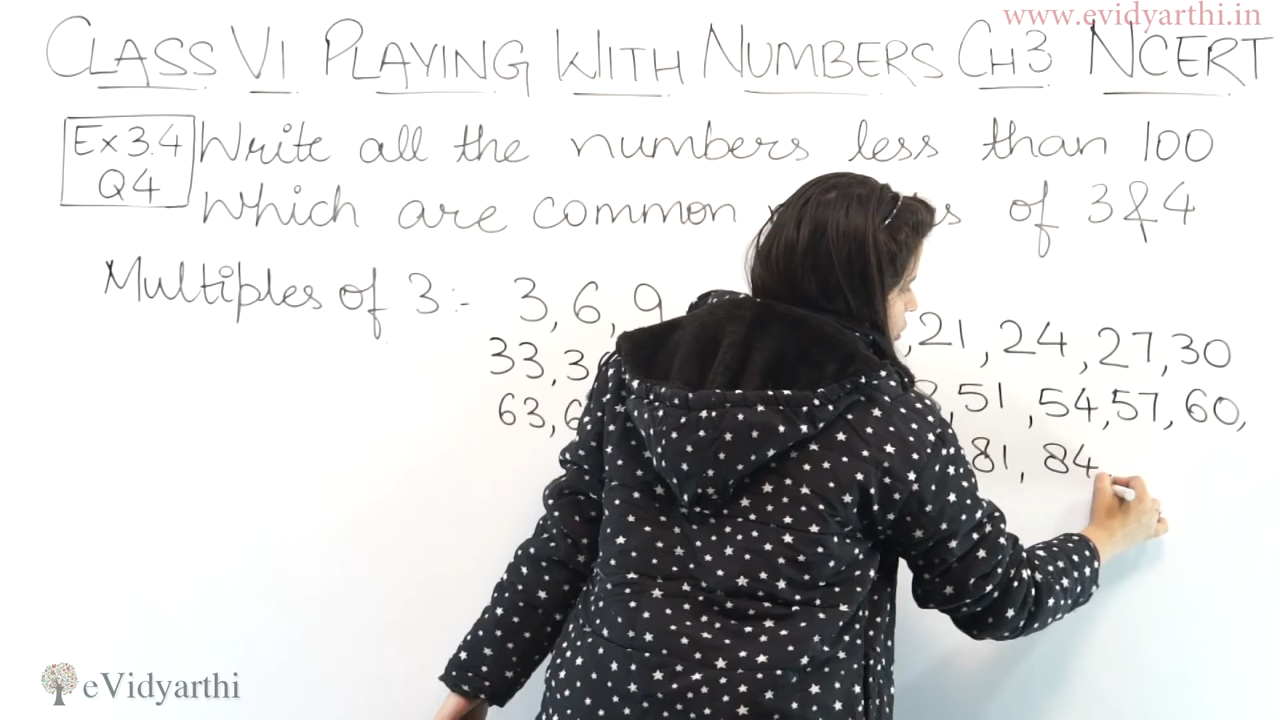 www.evidyarthi.in
CLASS VI PLAYING WITH NUMBERS CH3 NCERT
Ex 3.4 Write all the numbers less than 100
Q4 which are common of 3 & 4
Multiples of 3:- 3, 6, 9
, 21, 24, 27, 30
33, 3
, 51, 54, 57, 60,
63, 6
81, 84
eVidyarthi